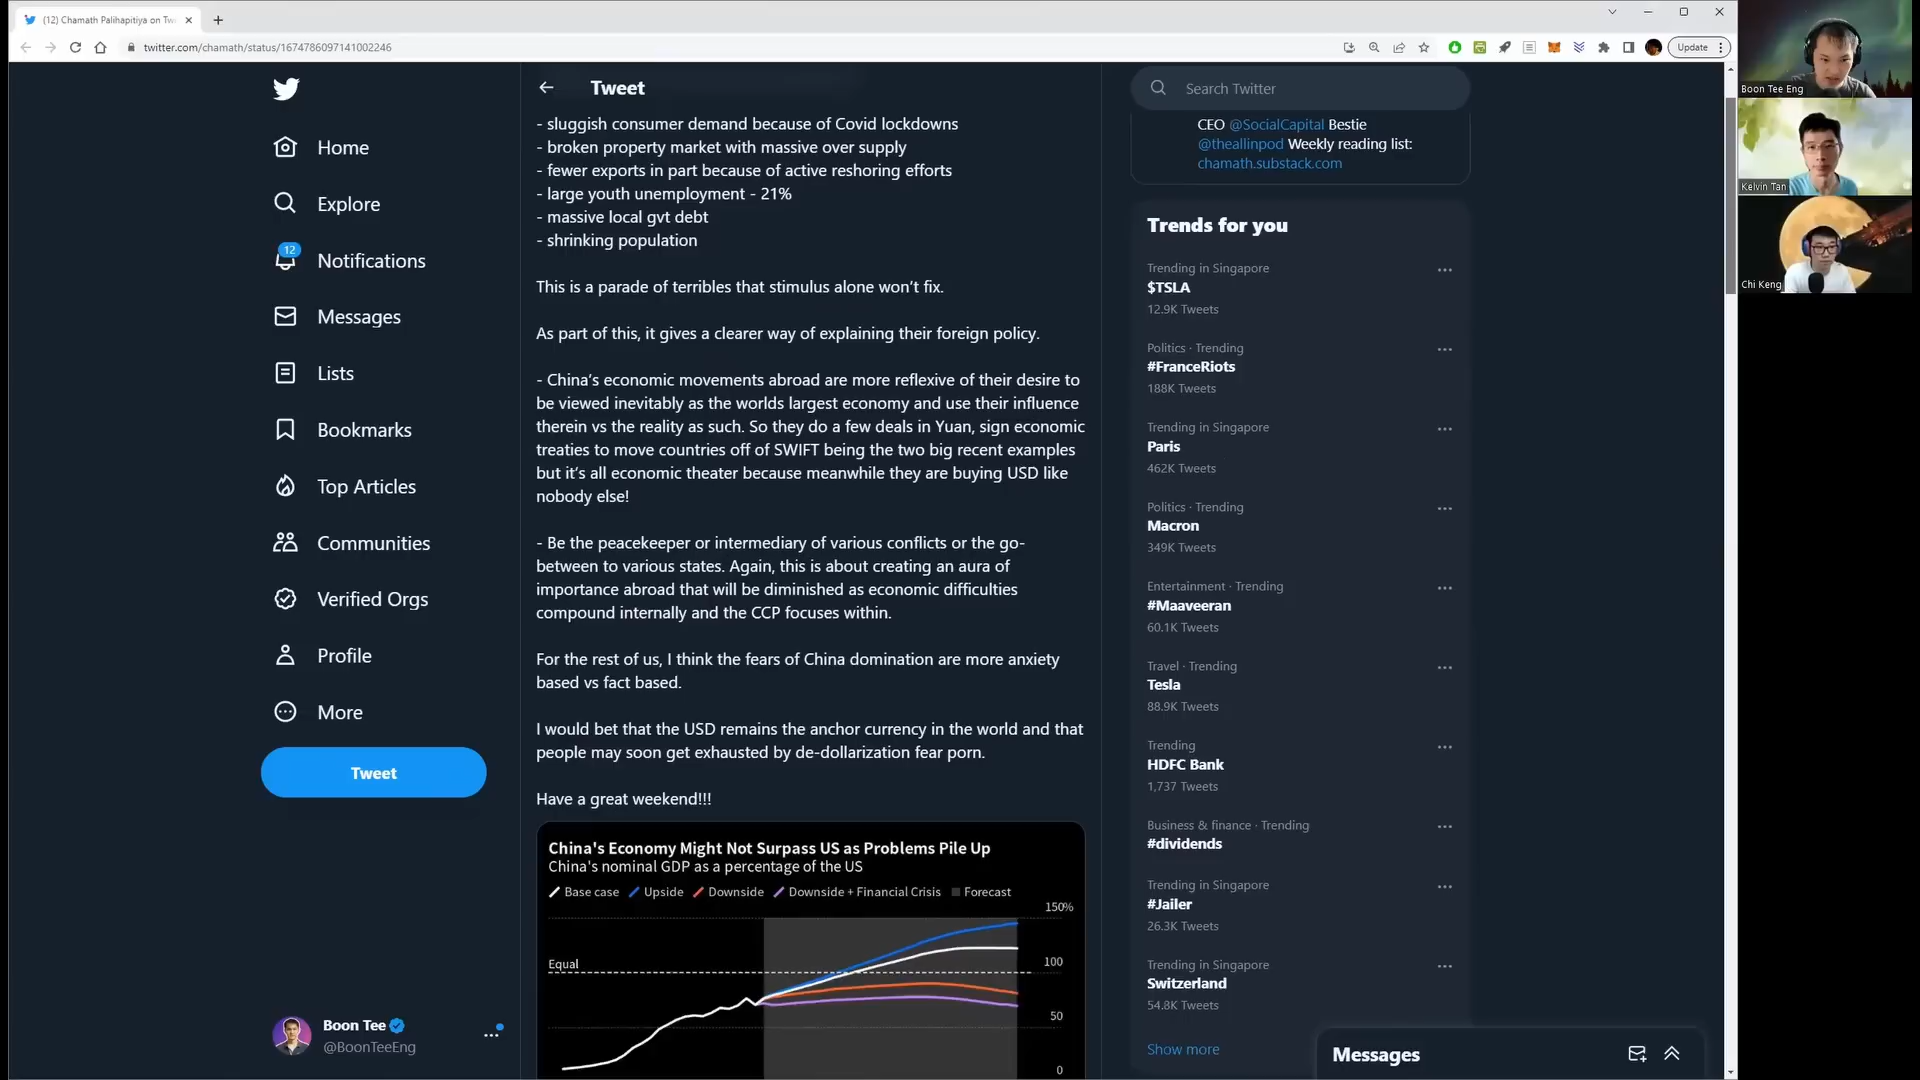 (12) Chamath Palihapitiya on Tw
twitter.com/chamath/status/1674786097141002246
Update
Home
Explore
12
Notifications
Messages
Lists
Bookmarks
Top Articles
Communities
Verified Orgs
Profile
More
Tweet
Boon Tee
@BoonTeeEng
Tweet
- sluggish consumer demand because of Covid lockdowns
- broken property market with massive over supply
- fewer exports in part because of active reshoring efforts
- large youth unemployment - 21%
- massive local gvt debt
- shrinking population
This is a parade of terribles that stimulus alone won’t fix.
As part of this, it gives a clearer way of explaining their foreign policy.
- China’s economic movements abroad are more reflexive of their desire to
be viewed inevitably as the worlds largest economy and use their influence
therein vs the reality as such. So they do a few deals in Yuan, sign economic
treaties to move countries off of SWIFT being the two big recent examples
but it’s all economic theater because meanwhile they are buying USD like
nobody else!
- Be the peacekeeper or intermediary of various conflicts or the go-
between to various states. Again, this is about creating an aura of
importance abroad that will be diminished as economic difficulties
compound internally and the CCP focuses within.
For the rest of us, I think the fears of China domination are more anxiety
based vs fact based.
I would bet that the USD remains the anchor currency in the world and that
people may soon get exhausted by de-dollarization fear porn.
Have a great weekend!!!
China's Economy Might Not Surpass US as Problems Pile Up
China's nominal GDP as a percentage of the US
Base case Upside Downside Downside + Financial Crisis Forecast
150%
Equal
100
50
0
Search Twitter
CEO @SocialCapital Bestie
@theallinpod Weekly reading list:
chamath.substack.com
Trends for you
Trending in Singapore
$TSLA
12.9K Tweets
Politics · Trending
#FranceRiots
188K Tweets
Trending in Singapore
Paris
462K Tweets
Politics · Trending
Macron
349K Tweets
Entertainment · Trending
#Maaveeran
60.1K Tweets
Travel · Trending
Tesla
88.9K Tweets
Trending
HDFC Bank
1,737 Tweets
Business & finance · Trending
#dividends
Trending in Singapore
#Jailer
26.3K Tweets
Trending in Singapore
Switzerland
54.8K Tweets
Show more
Messages
Boon Tee Eng
Kelvin Tan
Chi Keng